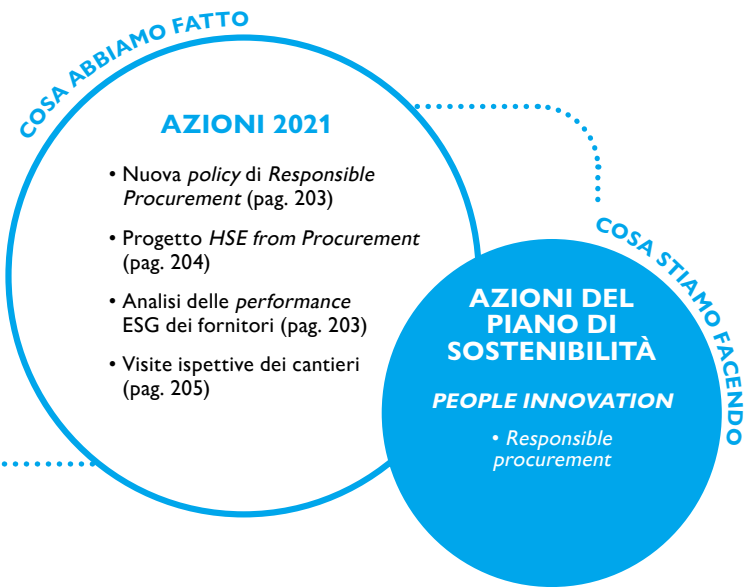 COSA ABBIAMO FATTO
AZIONI 2021
• Nuova policy di Responsible
Procurement (pag. 203)
• Progetto HSE from Procurement
(pag. 204)
• Analisi delle performance
ESG dei fornitori (pag. 203)
• Visite ispettive dei cantieri
(pag. 205)
COSA STIAMO FACENDO
AZIONI DEL
PIANO DI
SOSTENIBILITÀ
PEOPLE INNOVATION
• Responsible
procurement